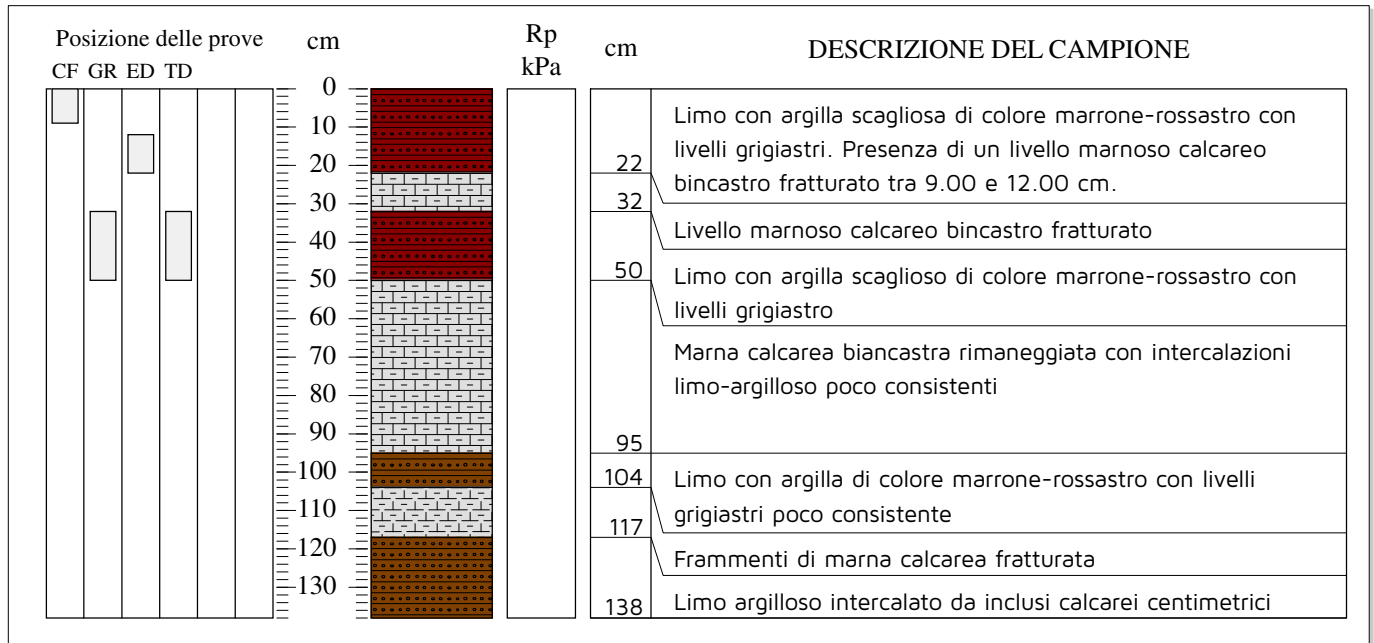 Posizione delle prove
CF GR ED TD
cm
Rp
kPa
cm
DESCRIZIONE DEL CAMPIONE
0
10
20
30
40
50
60
70
80
90
100
110
120
130
22
32
50
95
104
117
138
Limo con argilla scagliosa di colore marrone-rossastro con
livelli grigiastri. Presenza di un livello marnoso calcareo
bincastro fratturato tra 9.00 e 12.00 cm.
Livello marnoso calcareo bincastro fratturato
Limo con argilla scaglioso di colore marrone-rossastro con
livelli grigiastro
Marna calcarea biancastra rimaneggiata con intercalazioni
limo-argilloso poco consistenti
Limo con argilla di colore marrone-rossastro con livelli
grigiastri poco consistente
Frammenti di marna calcarea fratturata
Limo argilloso intercalato da inclusi calcarei centimetrici